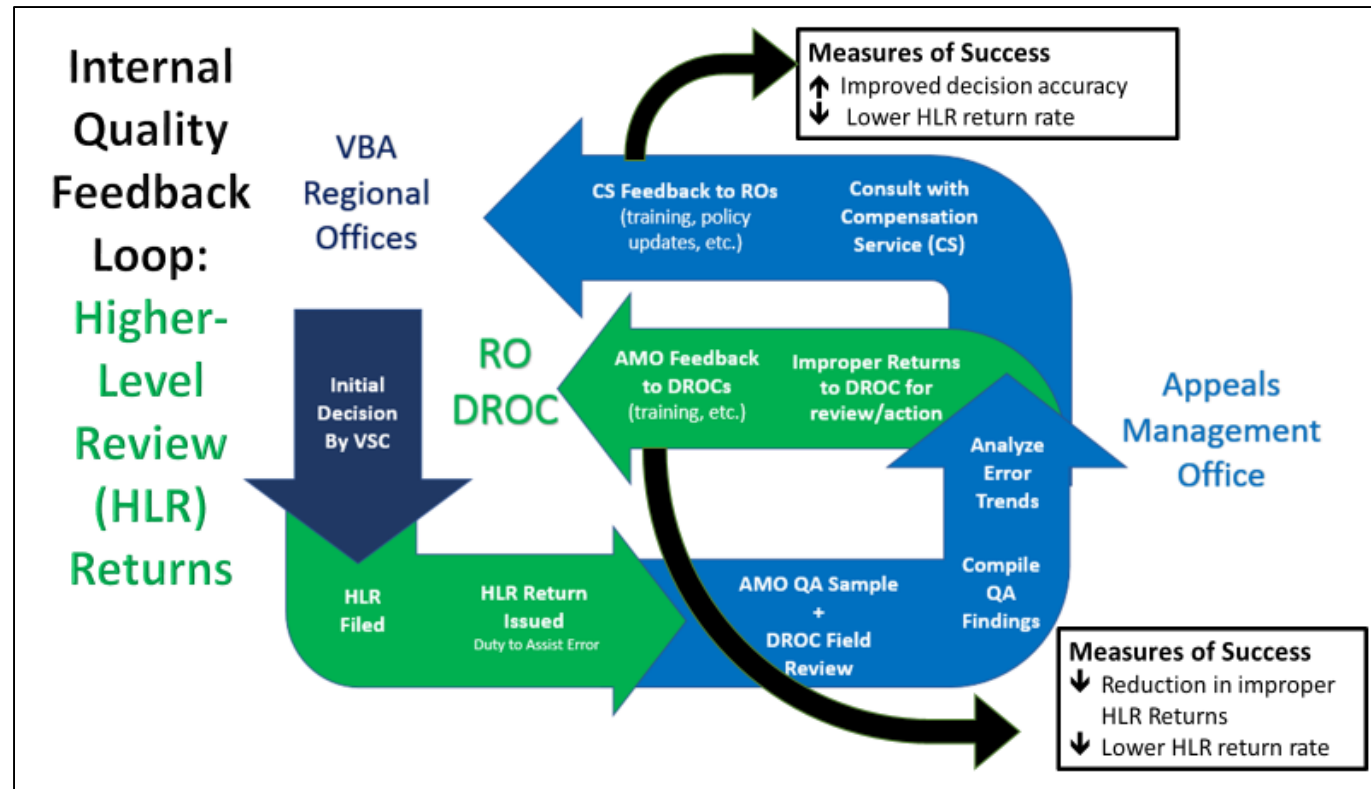 Internal
Quality
Feedback
Loop:
Higher-
Level
Review
(HLR)
Returns
VBA
Regional
Offices
CS Feedback to ROs
(training, policy
updates, etc.)
Consult with
Compensation
Service (CS)
Measures of Success
↑ Improved decision accuracy
↓ Lower HLR return rate
Initial
Decision
By VSC
RO
DROC
AMO Feedback
to DROCs
(training, etc.)
Improper Returns
to DROC for
review/action
Analyze
Error
Trends
Appeals
Management
Office
HLR
Filed
HLR Return
Issued
Duty to Assist Error
AMO QA Sample
+
DROC Field
Review
Compile
QA
Findings
Measures of Success
↓ Reduction in improper
HLR Returns
↓ Lower HLR return rate